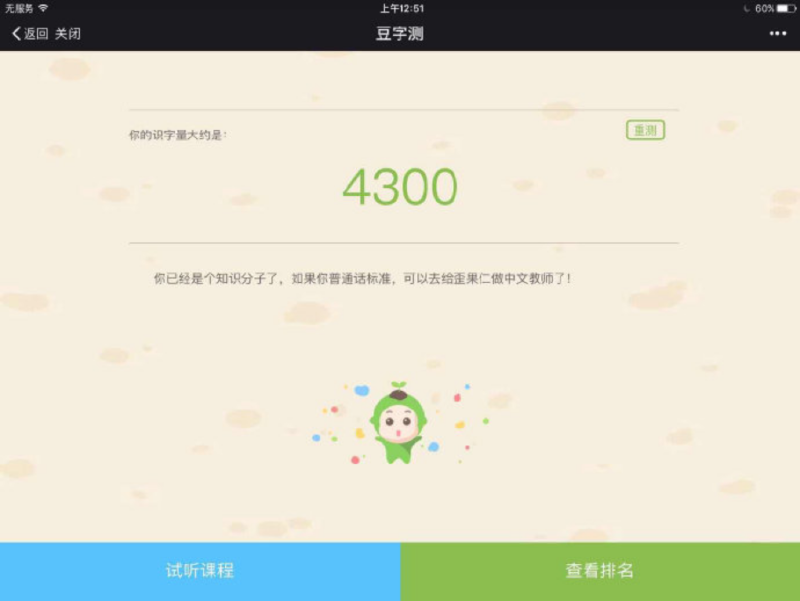 无服务 上午12:51 60%
返回 关闭 豆字测
你的识字量大约是: 重测
4300
你已经是个知识分子了，如果你普通话标准，可以去给歪果仁做中文教师了！
试听课程 查看排名